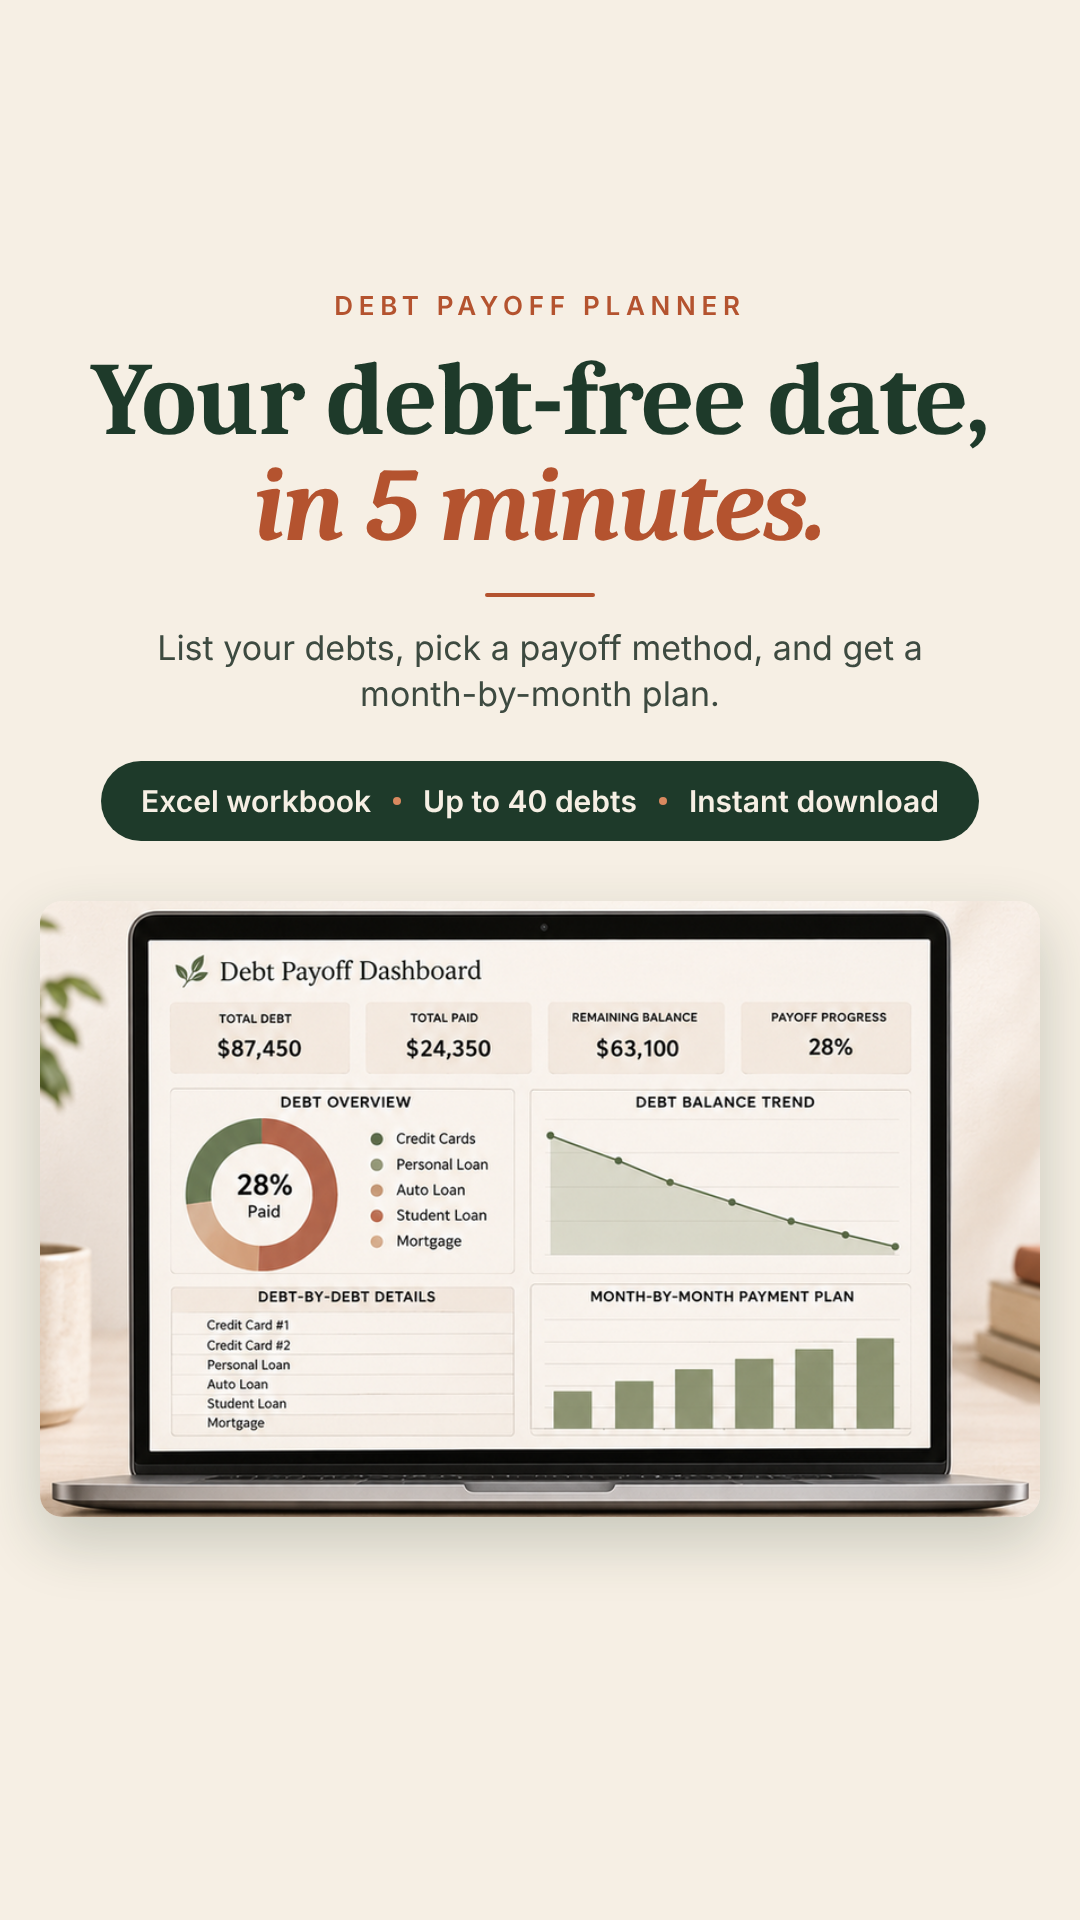 DEBT PAYOFF PLANNER
Your debt-free date,
in 5 minutes.
List your debts, pick a payoff method, and get a
month-by-month plan.
Excel workbook • Up to 40 debts • Instant download
Debt Payoff Dashboard
TOTAL DEBT
$87,450
TOTAL PAID
$24,350
REMAINING BALANCE
$63,100
PAYOFF PROGRESS
28%
DEBT OVERVIEW
28%
Paid
Credit Cards
Personal Loan
Auto Loan
Student Loan
Mortgage
DEBT BALANCE TREND
DEBT-BY-DEBT DETAILS
Credit Card #1
Credit Card #2
Personal Loan
Auto Loan
Student Loan
Mortgage
MONTH-BY-MONTH PAYMENT PLAN